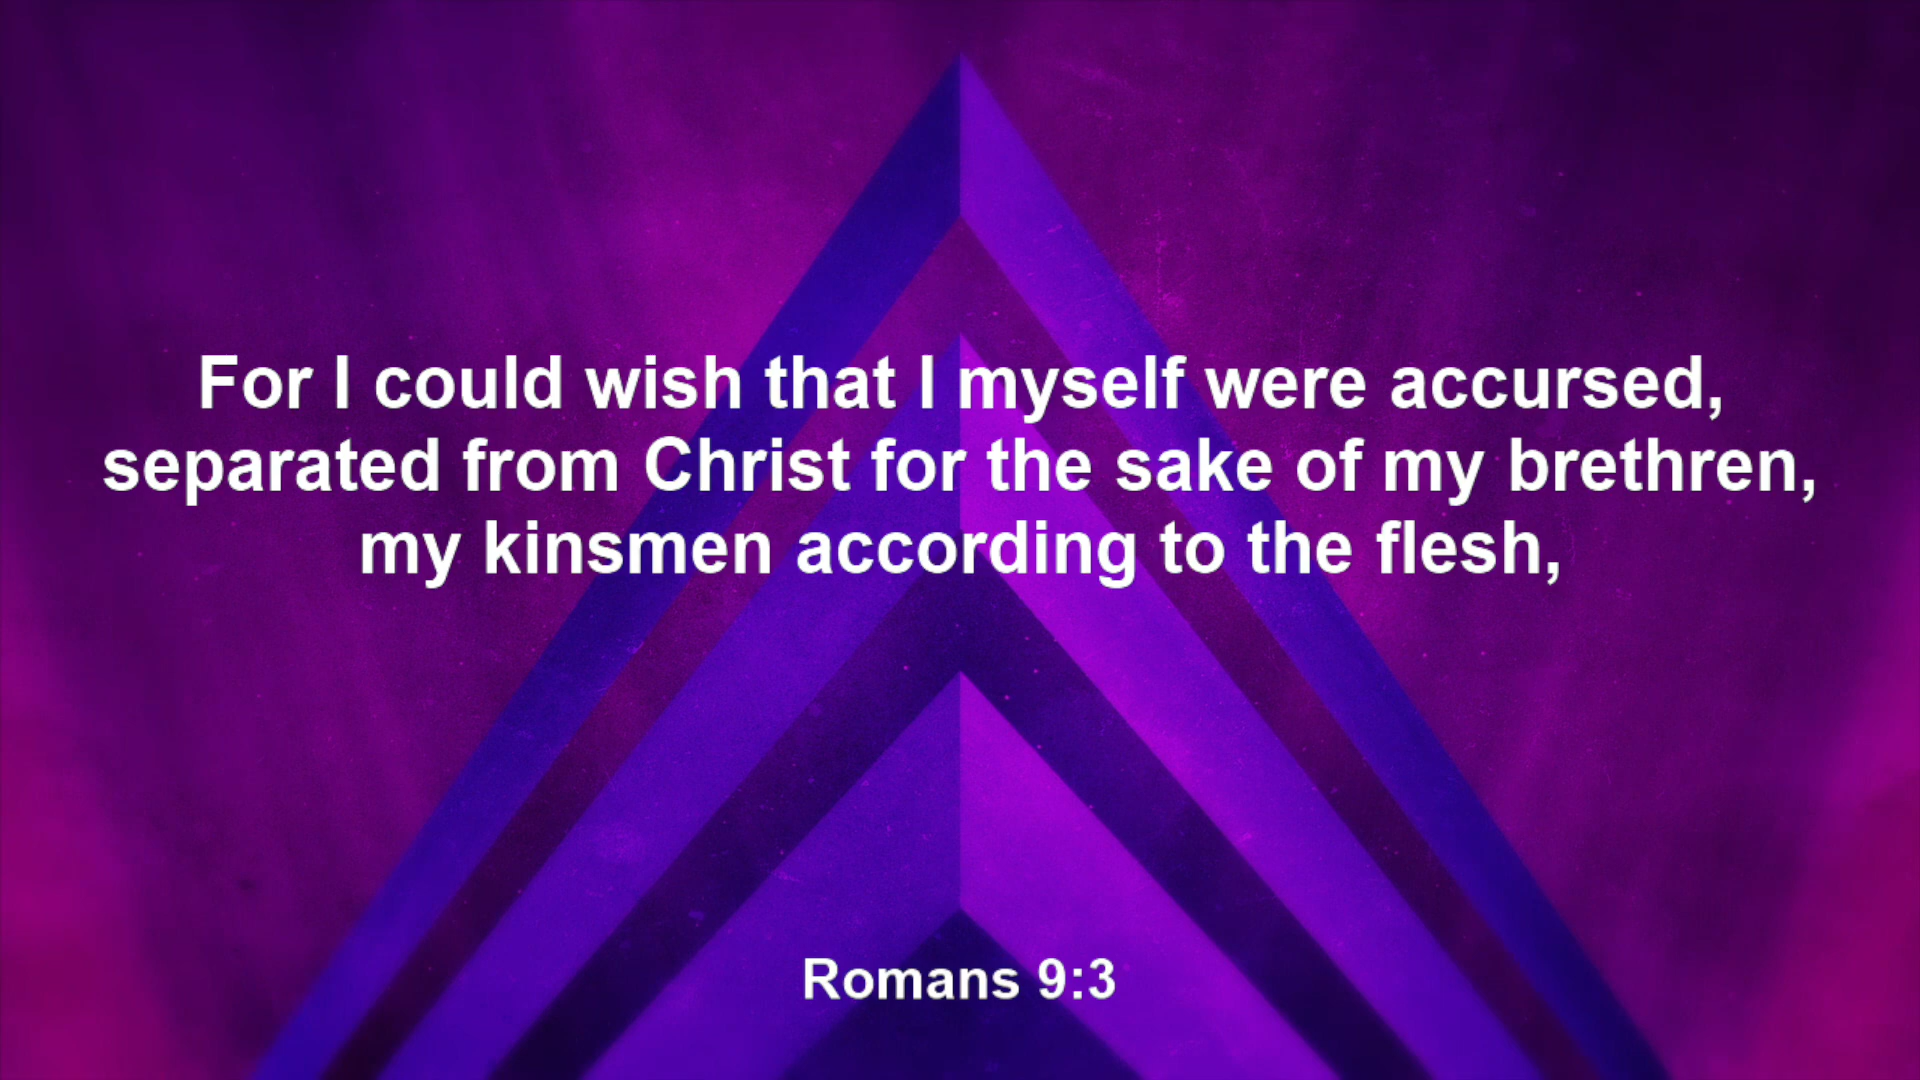 For I could wish that I myself were accursed,
separated from Christ for the sake of my brethren,
my kinsmen according to the flesh,
Romans 9:3